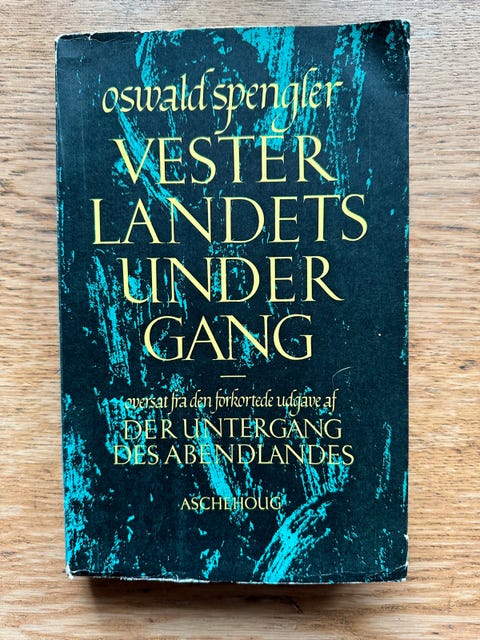 oswald spengler
VESTER
LANDETS
UNDER
GANG
oversat fra den forkortede udgave af
DER UNTERGANG
DES ABENDLANDES
ASCHEHOUG